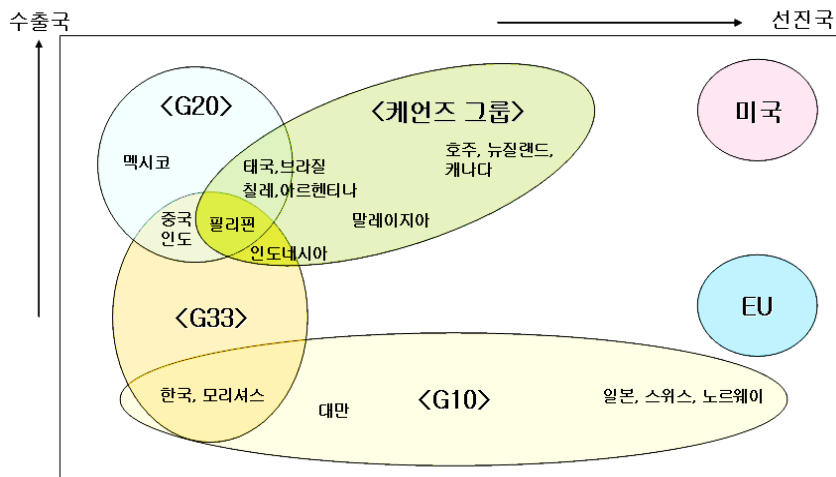 수출국
선진국
<G20>
<케언즈 그룹>
미국
멕시코
태국,브라질
칠레,아르헨티나
호주, 뉴질랜드,
캐나다
중국
인도
필리핀
말레이지아
인도네시아
<G33>
EU
한국, 모리셔스
대만
<G10>
일본, 스위스, 노르웨이